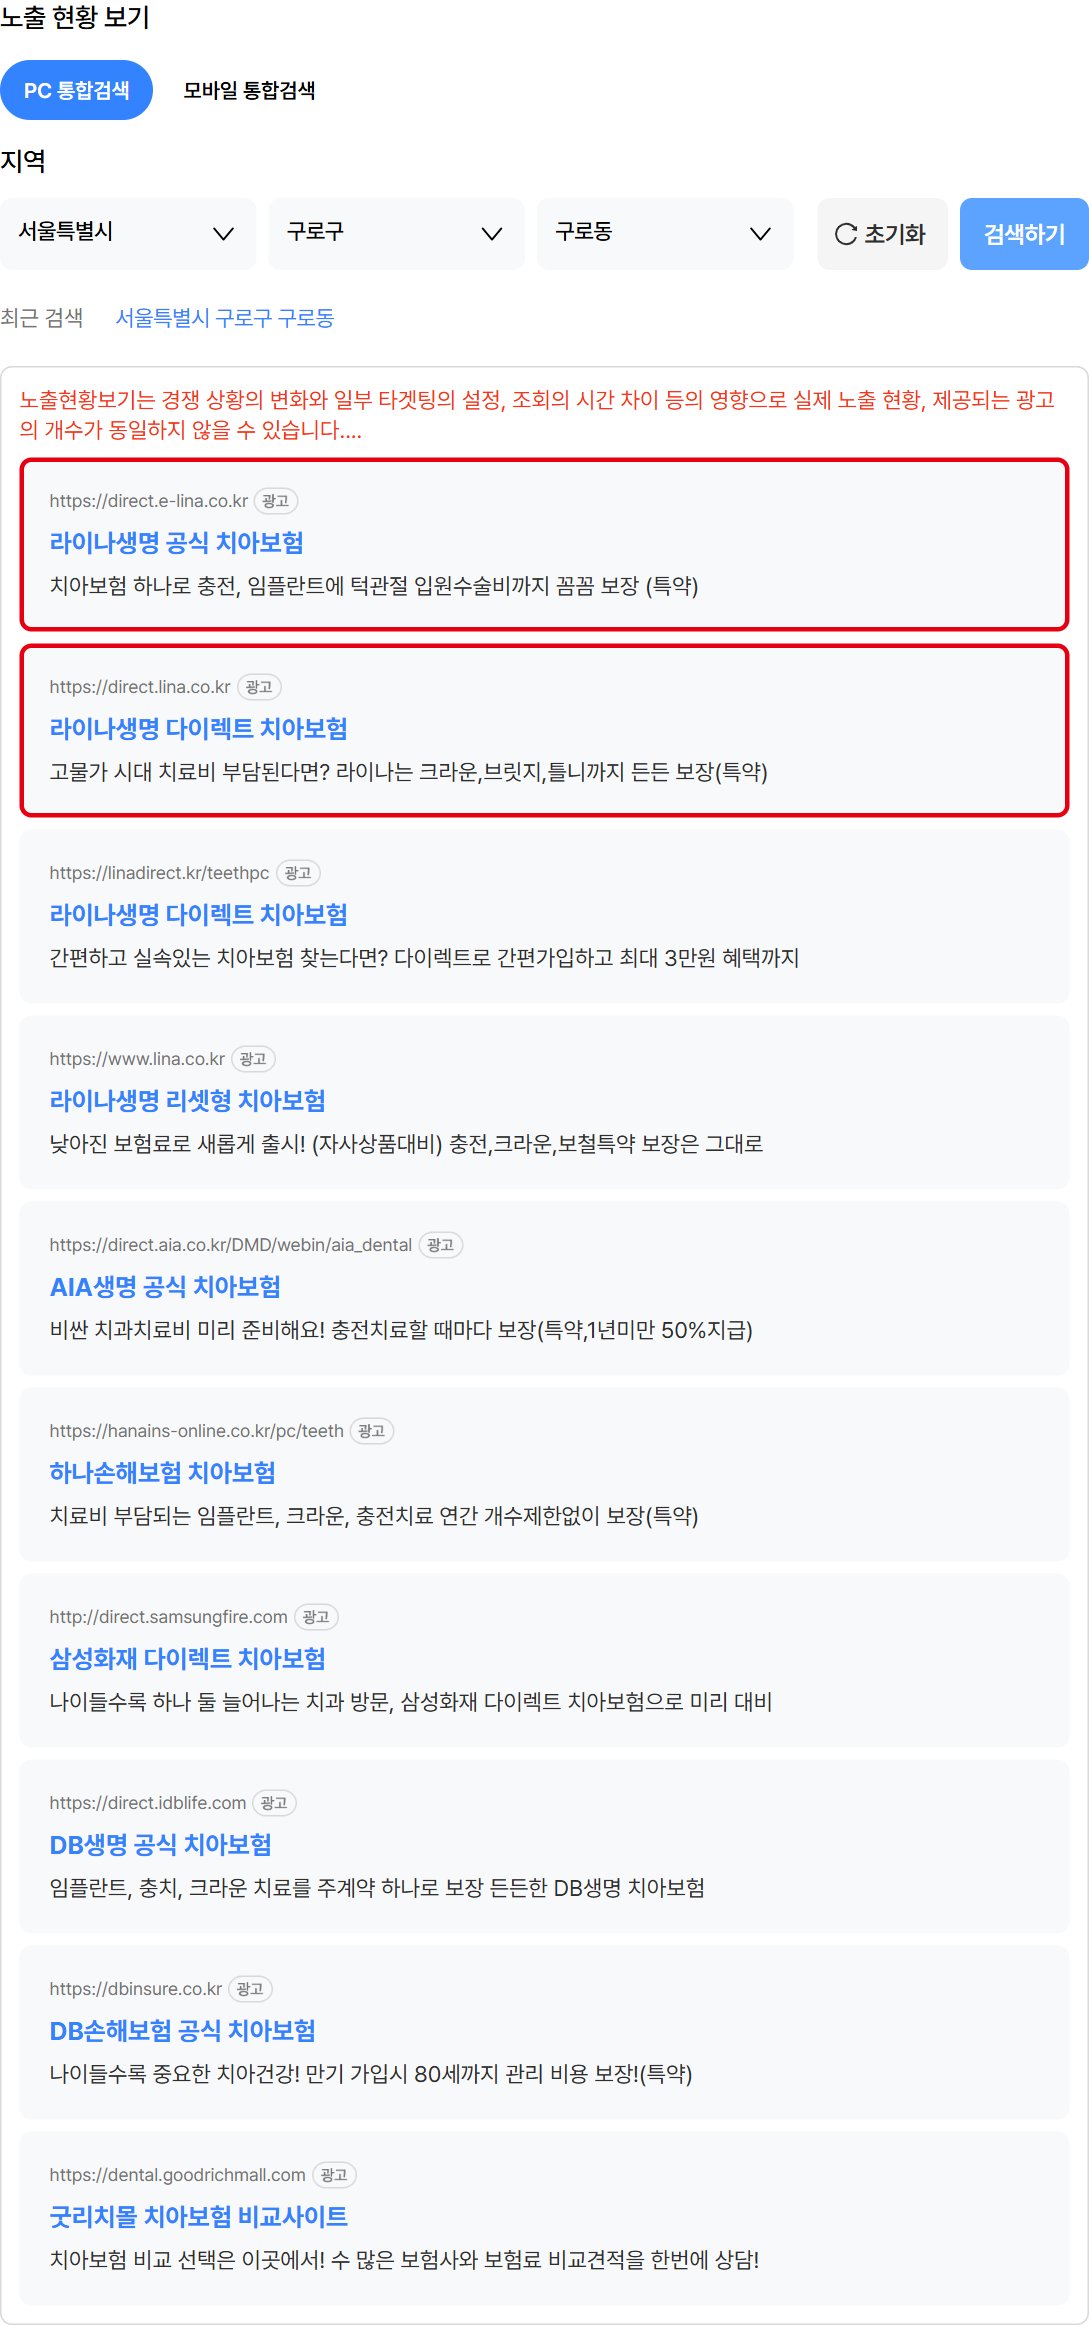 노출 현황 보기
PC 통합검색 모바일 통합검색
지역
서울특별시 구로구 구로동 초기화 검색하기
최근 검색 서울특별시 구로구 구로동
노출현황보기는 경쟁 상황의 변화와 일부 타겟팅의 설정, 조회의 시간 차이 등의 영향으로 실제 노출 현황, 제공되는 광고
의 개수가 동일하지 않을 수 있습니다....
https://direct.e-lina.co.kr 광고
라이나생명 공식 치아보험
치아보험 하나로 충전, 임플란트에 턱관절 입원수술비까지 꼼꼼 보장 (특약)
https://direct.lina.co.kr 광고
라이나생명 다이렉트 치아보험
고물가 시대 치료비 부담된다면? 라이나는 크라운,브릿지,틀니까지 든든 보장(특약)
https://linadirect.kr/teethpc 광고
라이나생명 다이렉트 치아보험
간편하고 실속있는 치아보험 찾는다면? 다이렉트로 간편가입하고 최대 3만원 혜택까지
https://www.lina.co.kr 광고
라이나생명 리셋형 치아보험
낮아진 보험료로 새롭게 출시! (자사상품대비) 충전,크라운,보철특약 보장은 그대로
https://direct.aia.co.kr/DMD/webin/aia_dental 광고
AIA생명 공식 치아보험
비싼 치과치료비 미리 준비해요! 충전치료할 때마다 보장(특약,1년미만 50%지급)
https://hanains-online.co.kr/pc/teeth 광고
하나손해보험 치아보험
치료비 부담되는 임플란트, 크라운, 충전치료 연간 개수제한없이 보장(특약)
http://direct.samsungfire.com 광고
삼성화재 다이렉트 치아보험
나이들수록 하나 둘 늘어나는 치과 방문, 삼성화재 다이렉트 치아보험으로 미리 대비
https://direct.idblife.com 광고
DB생명 공식 치아보험
임플란트, 충치, 크라운 치료를 주계약 하나로 보장 든든한 DB생명 치아보험
https://dbinsure.co.kr 광고
DB손해보험 공식 치아보험
나이들수록 중요한 치아건강! 만기 가입시 80세까지 관리 비용 보장!(특약)
https://dental.goodrichmall.com 광고
굿리치몰 치아보험 비교사이트
치아보험 비교 선택은 이곳에서! 수 많은 보험사와 보험료 비교견적을 한번에 상담!